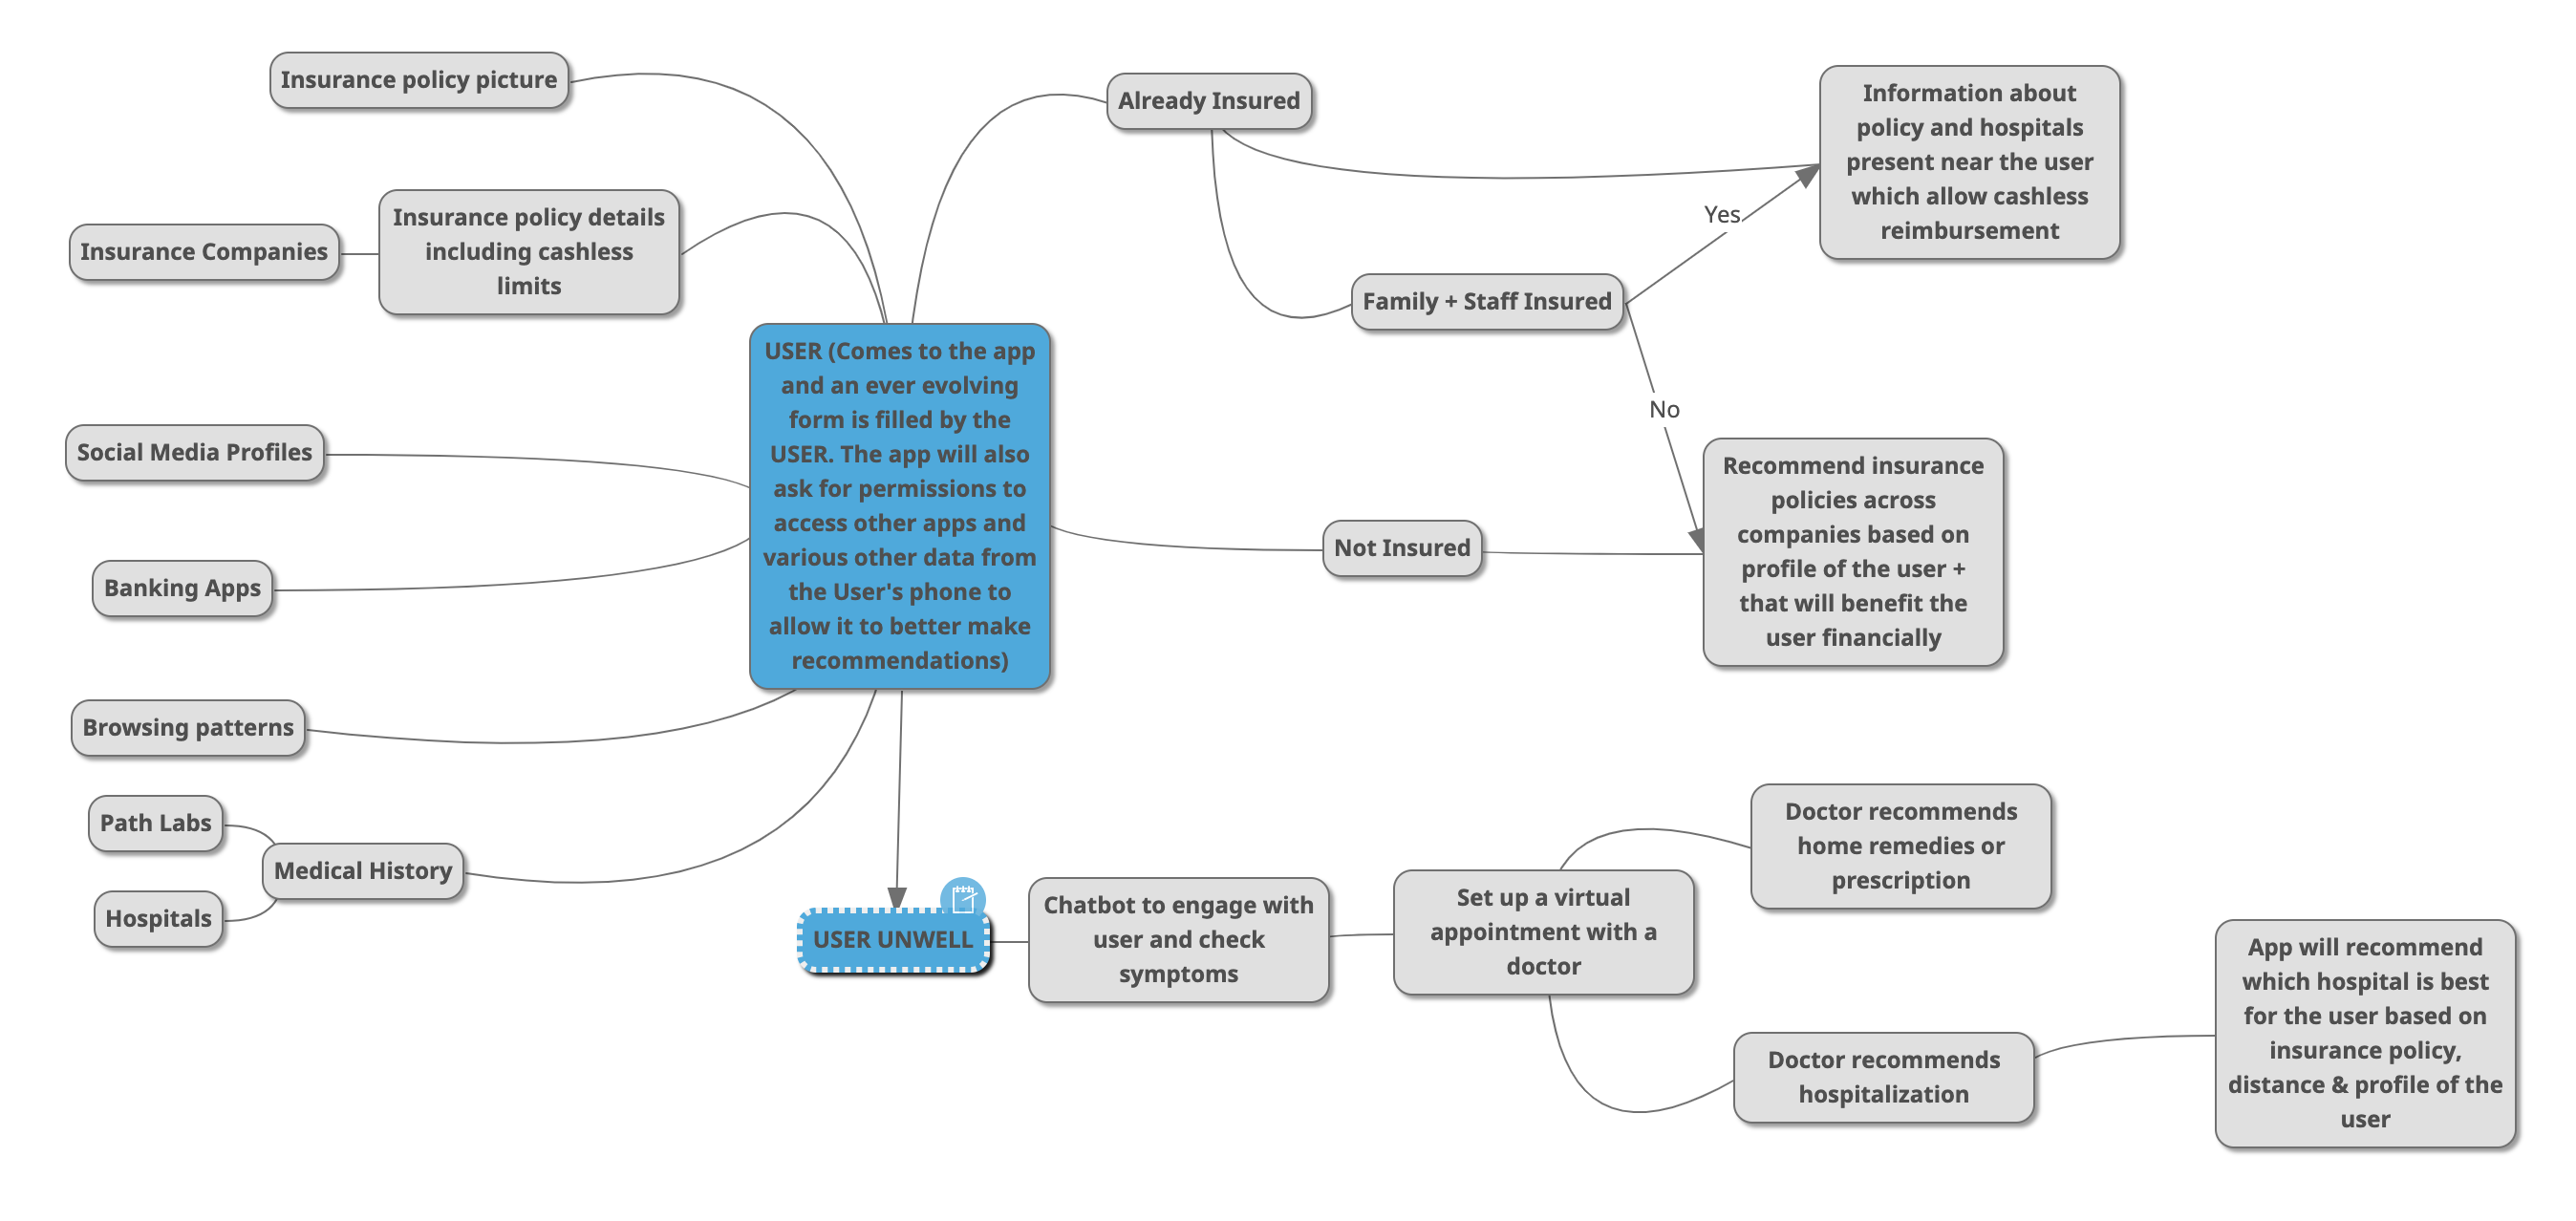 Insurance policy picture
Insurance Companies
Insurance policy details
including cashless
limits
Social Media Profiles
Banking Apps
Browsing patterns
Path Labs
Medical History
Hospitals
USER (Comes to the app
and an ever evolving
form is filled by the
USER. The app will also
ask for permissions to
access other apps and
various other data from
the User's phone to
allow it to better make
recommendations)
Already Insured
Information about
policy and hospitals
present near the user
which allow cashless
reimbursement
Yes
Family + Staff Insured
No
Not Insured
Recommend insurance
policies across
companies based on
profile of the user +
that will benefit the
user financially
USER UNWELL
Chatbot to engage with
user and check
symptoms
Set up a virtual
appointment with a
doctor
Doctor recommends
home remedies or
prescription
Doctor recommends
hospitalization
App will recommend
which hospital is best
for the user based on
insurance policy,
distance & profile of the
user